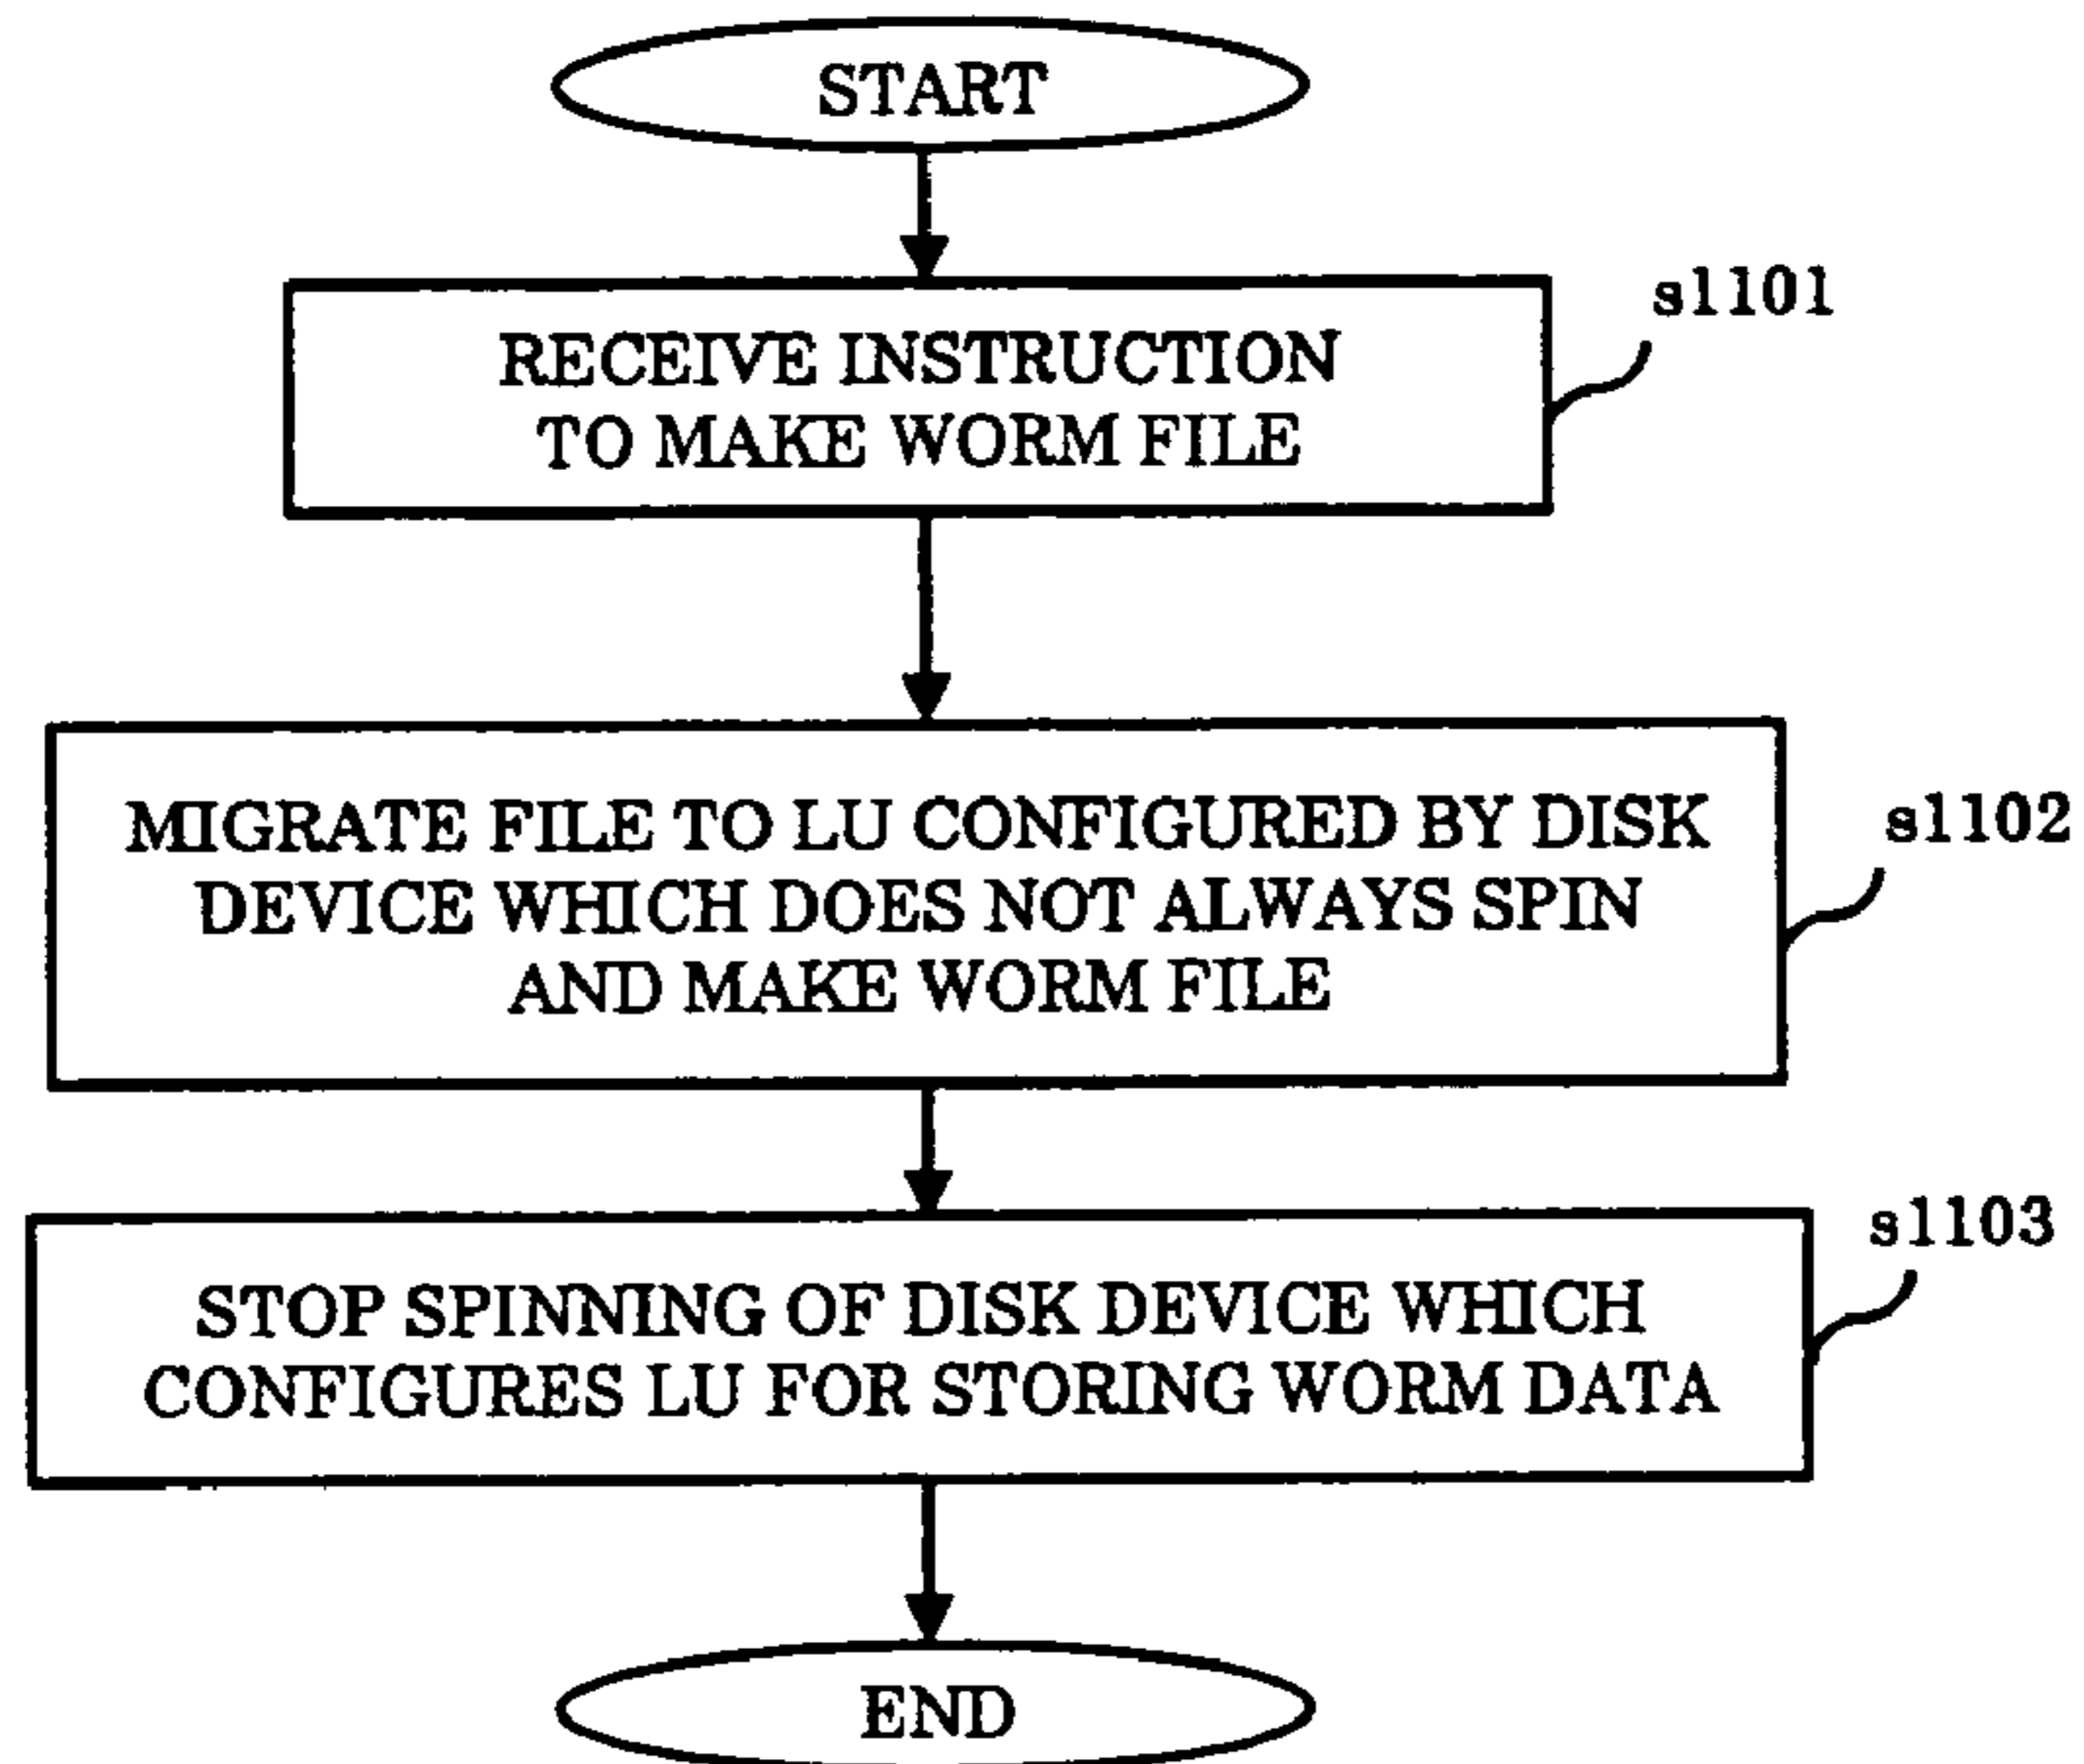 START
s1101
RECEIVE INSTRUCTION
TO MAKE WORM FILE
s1102
MIGRATE FILE TO LU CONFIGURED BY DISK
DEVICE WHICH DOES NOT ALWAYS SPIN
AND MAKE WORM FILE
s1103
STOP SPINNING OF DISK DEVICE WHICH
CONFIGURES LU FOR STORING WORM DATA
END